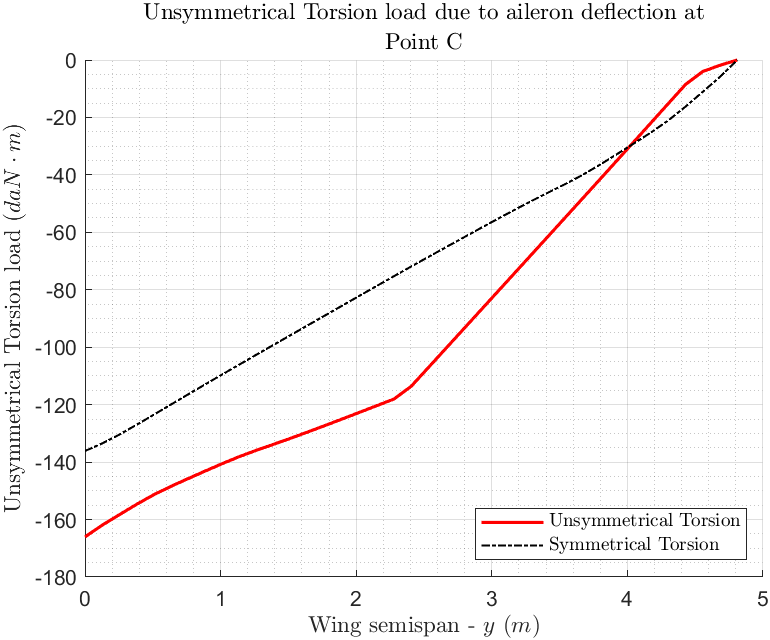 Unsymmetrical Torsion load due to aileron deflection at
Point C
Unsymmetrical Torsion load (daN · m)
0
-20
-40
-60
-80
-100
-120
-140
-160
-180
0 1 2 3 4 5
Wing semispan - y (m)
Unsymmetrical Torsion
Symmetrical Torsion